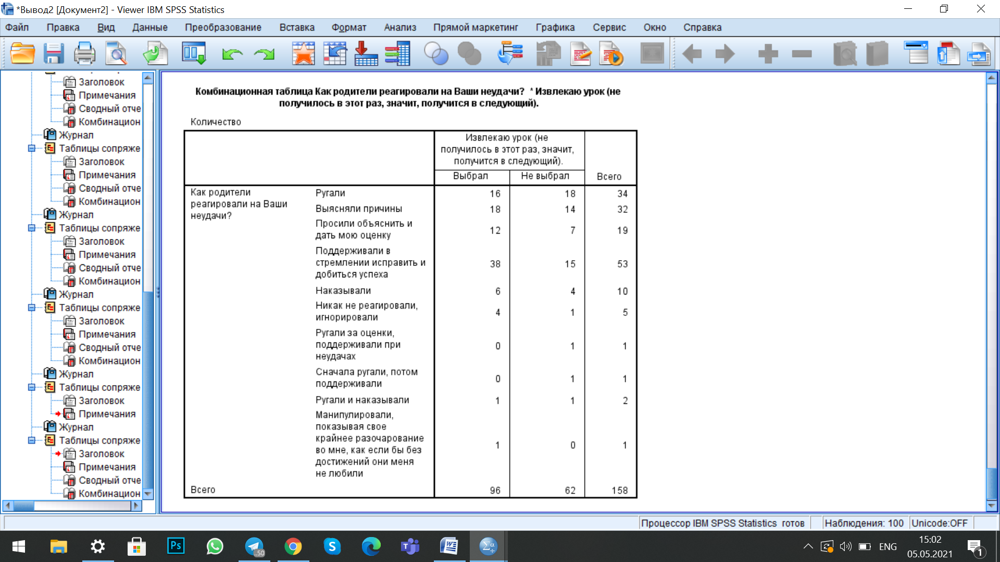 *Вывод2 [Документ2] - Viewer IBM SPSS Statistics
Файл Правка Вид Данные Преобразование Вставка Формат Анализ Прямой маркетинг Графика Сервис Окно Справка
Заголовок
Примечания
Сводный отче
Комбинацион
Журнал
Таблицы сопряже
Заголовок
Примечания
Сводный отче
Комбинацион
Журнал
Таблицы сопряже
Заголовок
Примечания
Сводный отче
Комбинацион
Журнал
Таблицы сопряже
Заголовок
Примечания
Сводный отче
Комбинацион
Журнал
Таблицы сопряже
Заголовок
Примечания
Журнал
Таблицы сопряже
Заголовок
Примечания
Сводный отче
Комбинацион
Комбинационная таблица Как родители реагировали на Ваши неудачи? * Извлекаю урок (не
получилось в этот раз, значит, получится в следующий).
Количество
Извлекаю урок (не
получилось в этот раз, значит,
получится в следующий).
Выбрал Не выбрал Всего
Как родители
реагировали на Ваши
неудачи?
Ругали 16 18 34
Выясняли причины 18 14 32
Просили объяснить и
дать мою оценку 12 7 19
Поддерживали в
стремлении исправить и 38 15 53
добиться успеха
Наказывали 6 4 10
Никак не реагировали,
игнорировали 4 1 5
Ругали за оценки,
поддерживали при 0 1 1
неудачах
Сначала ругали, потом
поддерживали 0 1 1
Ругали и наказывали 1 1 2
Манипулировали,
показывая свое
крайнее разочарование
во мне, как если бы без 1 0 1
достижений они меня
не любили
Всего 96 62 158
Процессор IBM SPSS Statistics готов Наблюдения: 100 Unicode:OFF
Ps
..50
ENG
15:02
05.05.2021
1